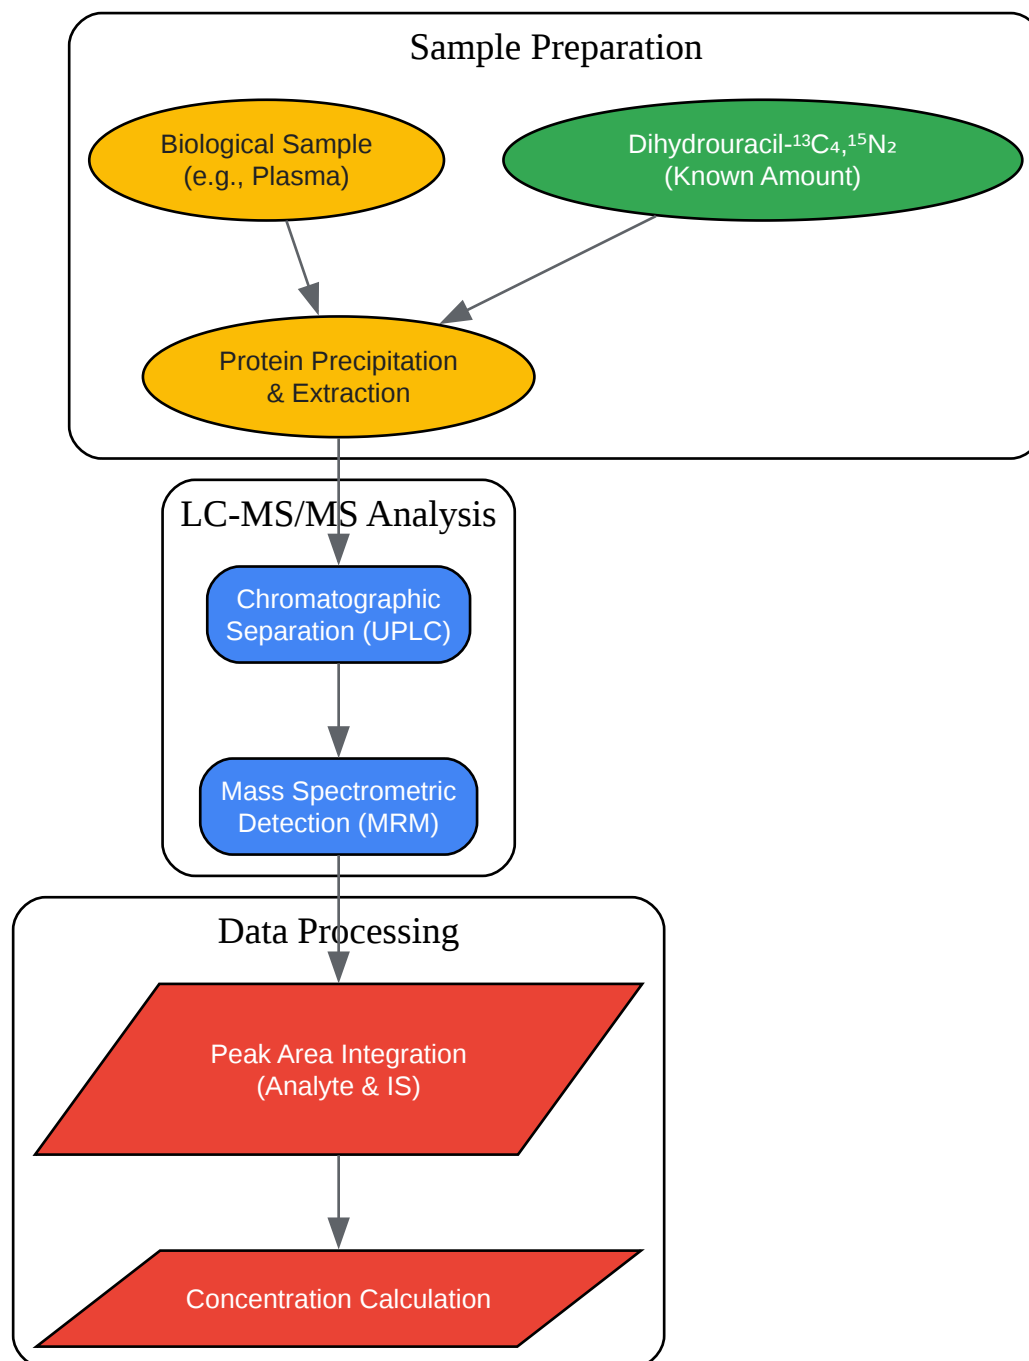 Sample Preparation
Biological Sample
(e.g., Plasma)
Dihydrouracil-¹³C₄,¹⁵N₂
(Known Amount)
Protein Precipitation
& Extraction
LC-MS/MS Analysis
Chromatographic
Separation (UPLC)
Mass Spectrometric
Detection (MRM)
Data Processing
Peak Area Integration
(Analyte & IS)
Concentration Calculation